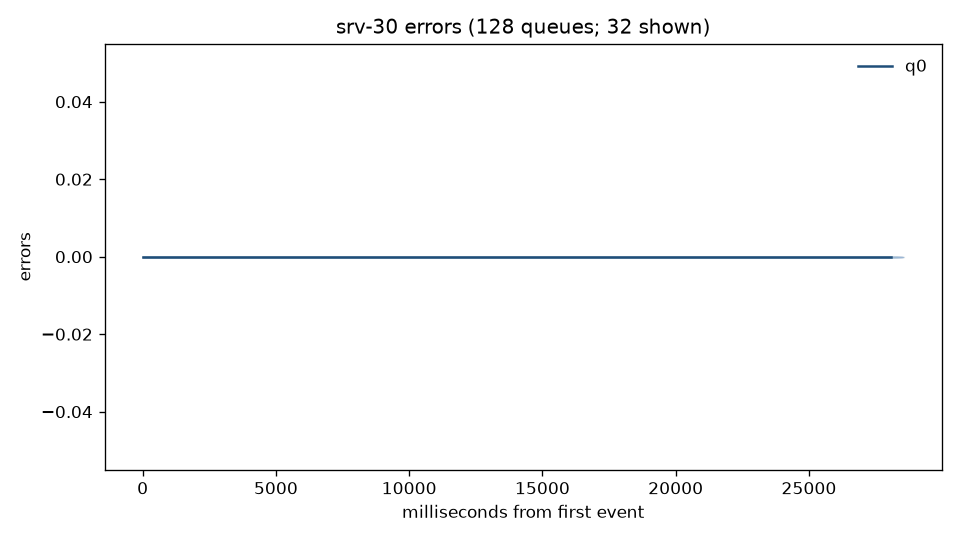 srv-30 errors (128 queues; 32 shown)
q0
0.04
0.02
0.00
−0.02
−0.04
errors
0 5000 10000 15000 20000 25000
milliseconds from first event